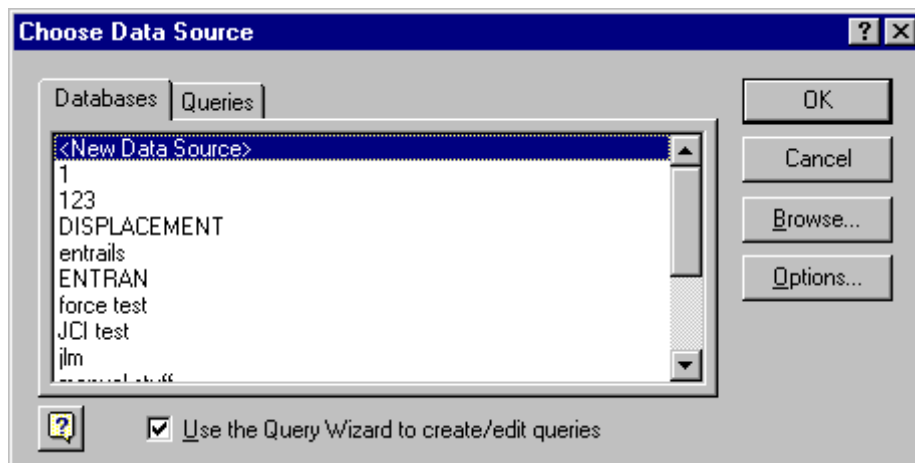 Choose Data Source
Databases Queries
<New Data Source>
1
123
DISPLACEMENT
entrails
ENTRAN
force test
JCI test
jlm
OK
Cancel
Browse...
Options...
Use the Query Wizard to create/edit queries